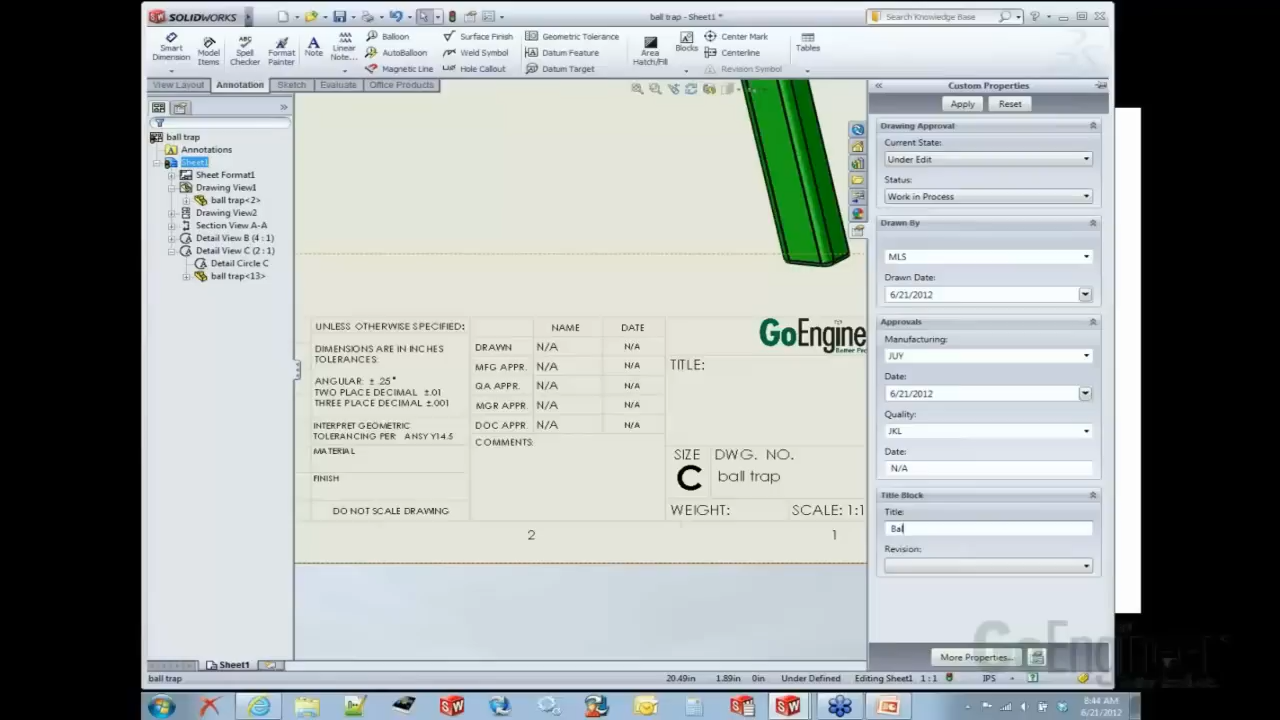 SOLIDWORKS
ball trap - Sheet1 *
Search Knowledge Base
Smart Dimension
Model Items
Spell Checker
Format Painter
Note
Linear Note...
Balloon
AutoBalloon
Magnetic Line
Surface Finish
Weld Symbol
Hole Callout
Geometric Tolerance
Datum Feature
Datum Target
Area Hatch/Fill
Blocks
Center Mark
Centerline
Revision Symbol
Tables
View Layout
Annotation
Sketch
Evaluate
Office Products
ball trap
Annotations
Sheet1
Sheet Format1
Drawing View1
ball trap<2>
Drawing View2
Section View A-A
Detail View B (4 : 1)
Detail View C (2 : 1)
Detail Circle C
ball trap<13>
UNLESS OTHERWISE SPECIFIED:
DIMENSIONS ARE IN INCHES
TOLERANCES:
ANGULAR: ± .25°
TWO PLACE DECIMAL ±.01
THREE PLACE DECIMAL ±.001
INTERPRET GEOMETRIC
TOLERANCING PER: ANSY Y14.5
MATERIAL
FINISH
DO NOT SCALE DRAWING
NAME DATE
DRAWN N/A N/A
MFG APPR. N/A N/A
QA APPR. N/A N/A
MGR APPR. N/A N/A
DOC APPR. N/A N/A
COMMENTS:
GoEngine
Better Pr
TITLE:
SIZE
C
DWG. NO.
ball trap
WEIGHT:
SCALE: 1:1
2
1
Custom Properties
Apply
Reset
Drawing Approval
Current State:
Under Edit
Status:
Work in Process
Drawn By
MLS
Drawn Date:
6/21/2012
Approvals
Manufacturing:
JUY
Date:
6/21/2012
Quality:
JKL
Date:
N/A
Title Block
Title:
Bal
Revision:
More Properties...
GoEngineer
Sheet1
ball trap
20.49in
1.89in
0in
Under Defined
Editing Sheet1
1 : 1
IPS
8:44 AM
6/21/2012